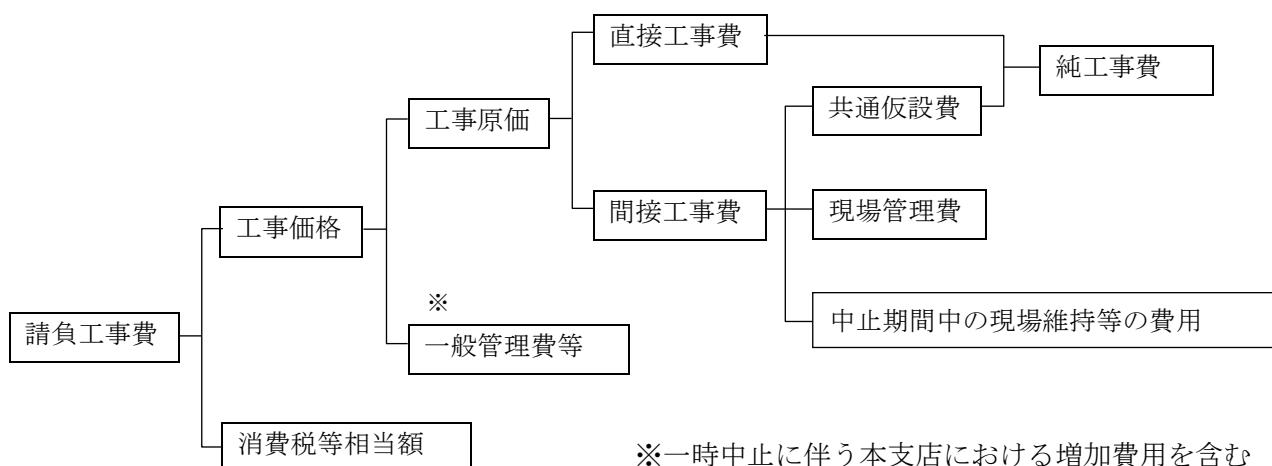 直接工事費
純工事費
共通仮設費
工事原価
間接工事費
現場管理費
工事価格
※
中止期間中の現場維持等の費用
請負工事費
一般管理費等
消費税等相当額
※一時中止に伴う本支店における増加費用を含む